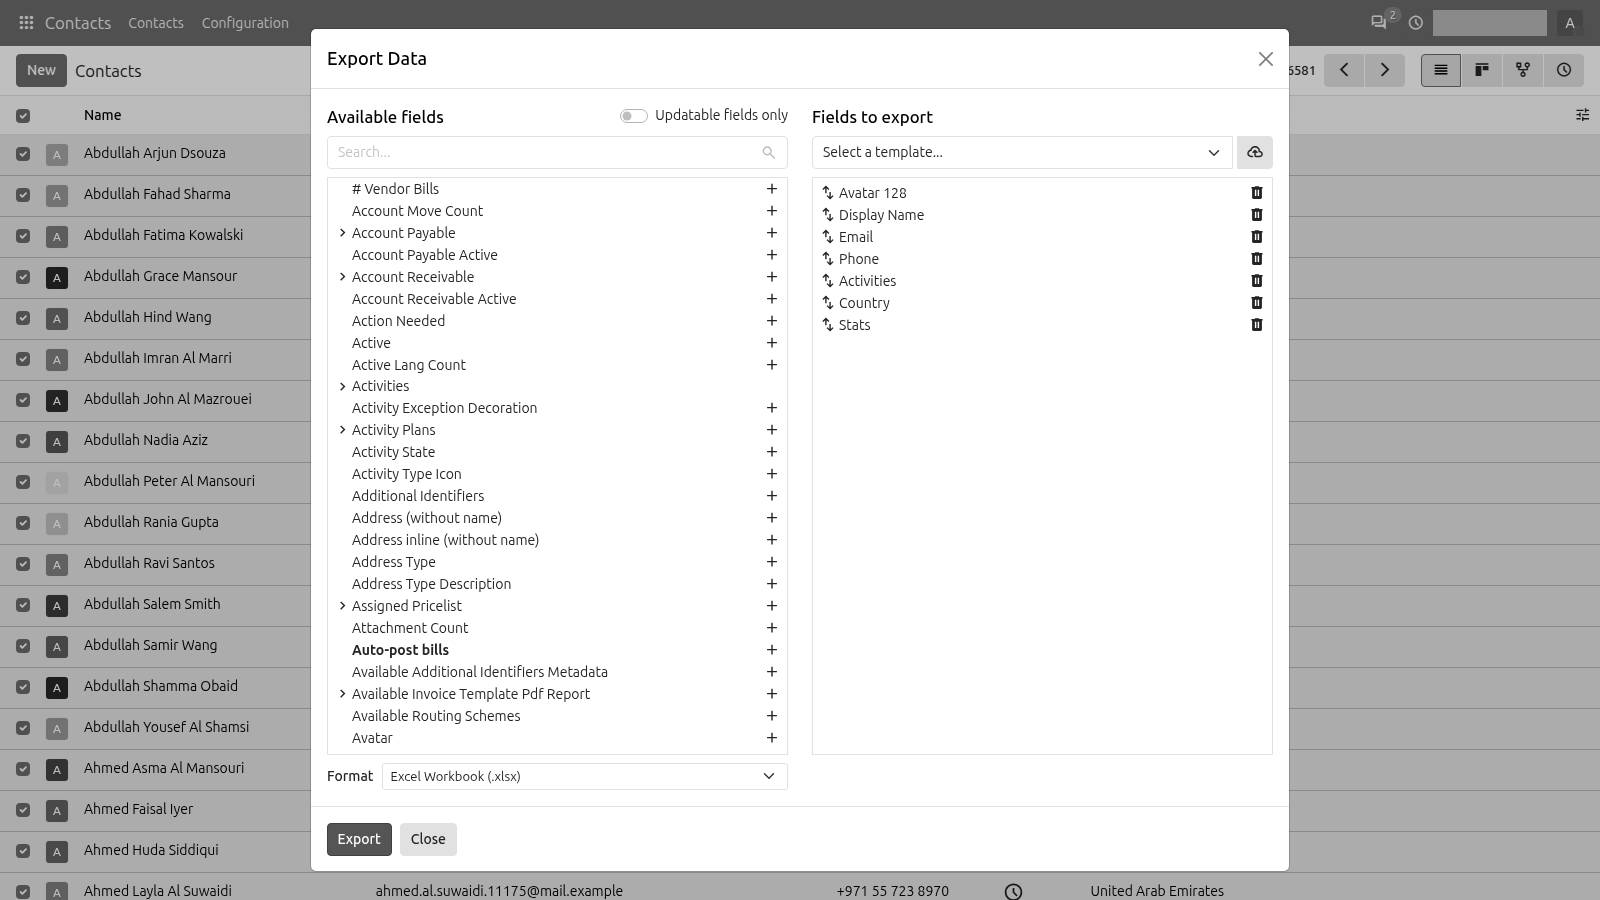 Contacts
Contacts
Configuration
2
A
New
Contacts
6581
Name
A Abdullah Arjun Dsouza
A Abdullah Fahad Sharma
A Abdullah Fatima Kowalski
A Abdullah Grace Mansour
A Abdullah Hind Wang
A Abdullah Imran Al Marri
A Abdullah John Al Mazrouei
A Abdullah Nadia Aziz
A Abdullah Peter Al Mansouri
A Abdullah Rania Gupta
A Abdullah Ravi Santos
A Abdullah Salem Smith
A Abdullah Samir Wang
A Abdullah Shamma Obaid
A Abdullah Yousef Al Shamsi
A Ahmed Asma Al Mansouri
A Ahmed Faisal Iyer
A Ahmed Huda Siddiqui
A Ahmed Layla Al Suwaidi ahmed.al.suwaidi.11175@mail.example +971 55 723 8970 United Arab Emirates
Export Data
Available fields
Updatable fields only
Search...
# Vendor Bills
Account Move Count
Account Payable
Account Payable Active
Account Receivable
Account Receivable Active
Action Needed
Active
Active Lang Count
Activities
Activity Exception Decoration
Activity Plans
Activity State
Activity Type Icon
Additional Identifiers
Address (without name)
Address inline (without name)
Address Type
Address Type Description
Assigned Pricelist
Attachment Count
Auto-post bills
Available Additional Identifiers Metadata
Available Invoice Template Pdf Report
Available Routing Schemes
Avatar
Format
Excel Workbook (.xlsx)
Fields to export
Select a template...
Avatar 128
Display Name
Email
Phone
Activities
Country
Stats
Export
Close